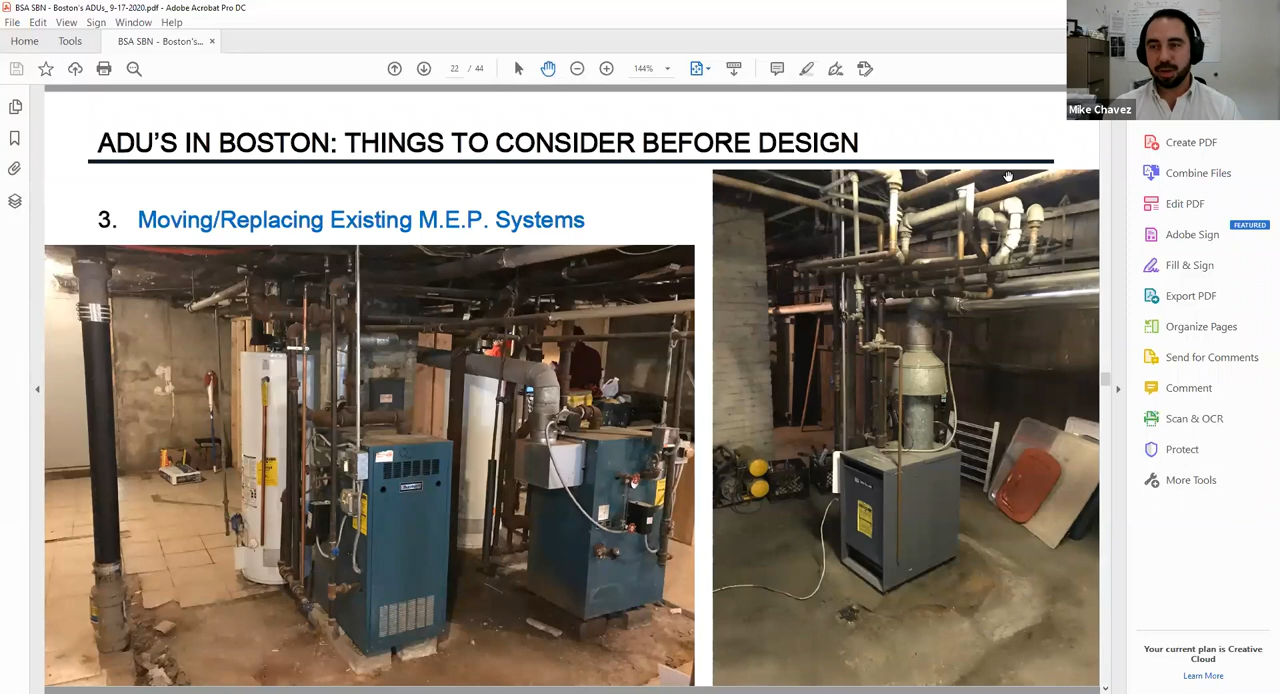 BSA SBN - Boston's ADUs_ 9-17-2020.pdf - Adobe Acrobat Pro DC
File Edit View Sign Window Help
Home Tools BSA SBN - Boston's... ×
22 / 44 144%
Mike Chavez
ADU'S IN BOSTON: THINGS TO CONSIDER BEFORE DESIGN
3. Moving/Replacing Existing M.E.P. Systems
Create PDF
Combine Files
Edit PDF
FEATURED
Adobe Sign
Fill & Sign
Export PDF
Organize Pages
Send for Comments
Comment
Scan & OCR
Protect
More Tools
Your current plan is Creative
Cloud
Learn More